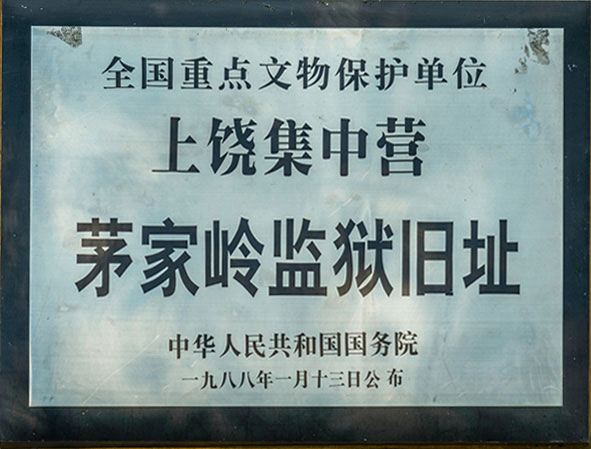 全国重点文物保护单位
上饶集中营
茅家岭监狱旧址
中华人民共和国国务院
一九八八年一月十三日公布